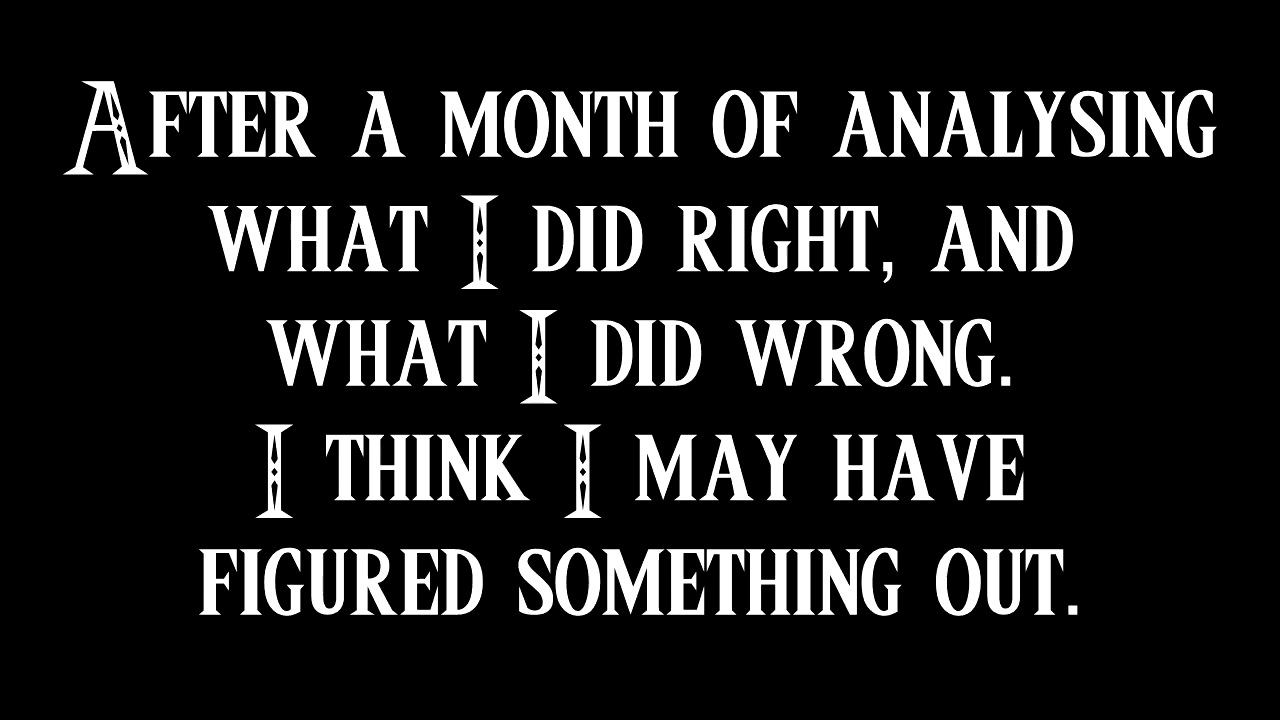 After a month of analysing
what I did right, and
what I did wrong.
I think I may have
figured something out.